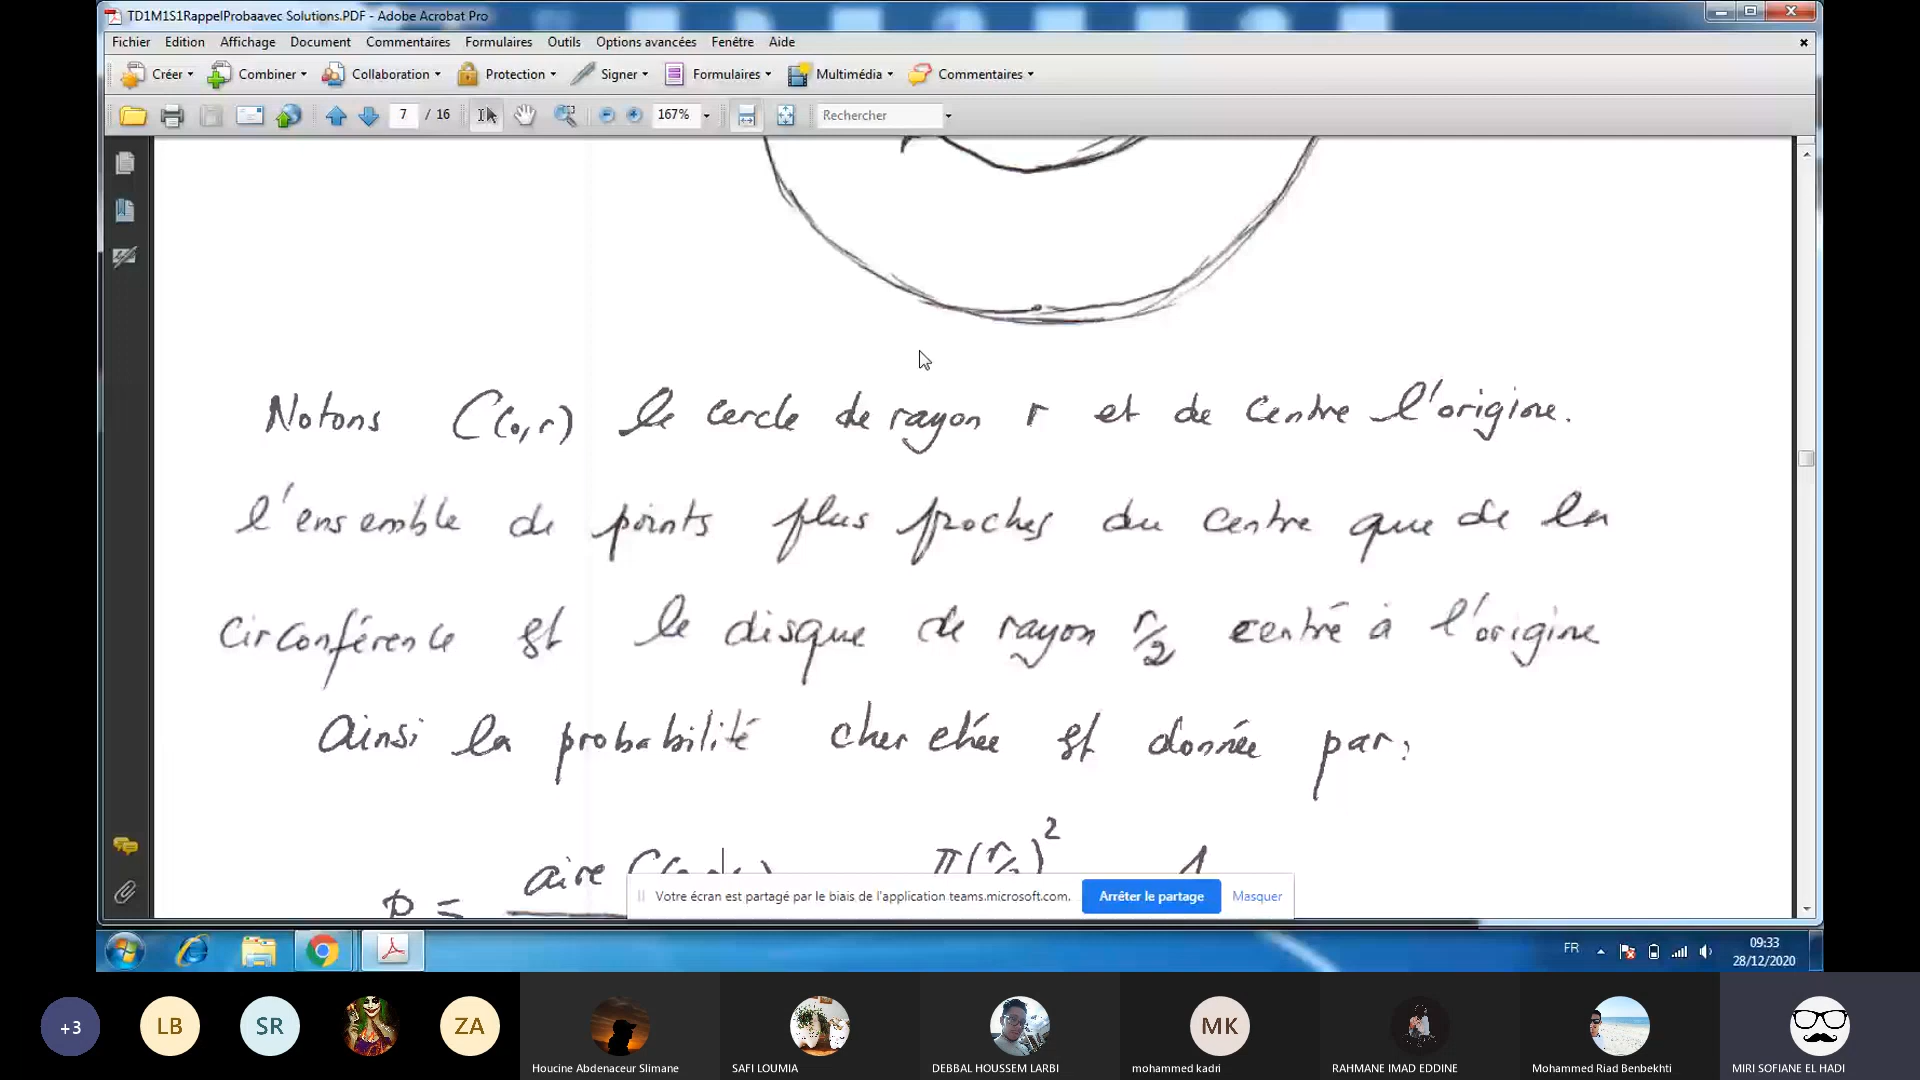 TD1M1S1RappelProbaavec Solutions.PDF - Adobe Acrobat Pro
Fichier Edition Affichage Document Commentaires Formulaires Outils Options avancées Fenêtre Aide
Créer Combiner Collaboration Protection Signer Formulaires Multimédia Commentaires
7 / 16 167% Rechercher
Notons C(0,r) le cercle de rayon r et de centre l'origine.
l'ensemble de points plus proches du centre que de la
circonférence est le disque de rayon r/2 centré à l'origine
Ainsi la probabilité cherchée est donnée par:
P = aire π(r/2)² 1
Votre écran est partagé par le biais de l'application teams.microsoft.com. Arrêter le partage Masquer
FR 09:33
28/12/2020
+3 LB SR ZA MK
Houcine Abdenaceur Slimane SAFI LOUMIA DEBBAL HOUSSEM LARBI mohammed kadri RAHMANE IMAD EDDINE Mohammed Riad Benbekhti MIRI SOFIANE EL HADI